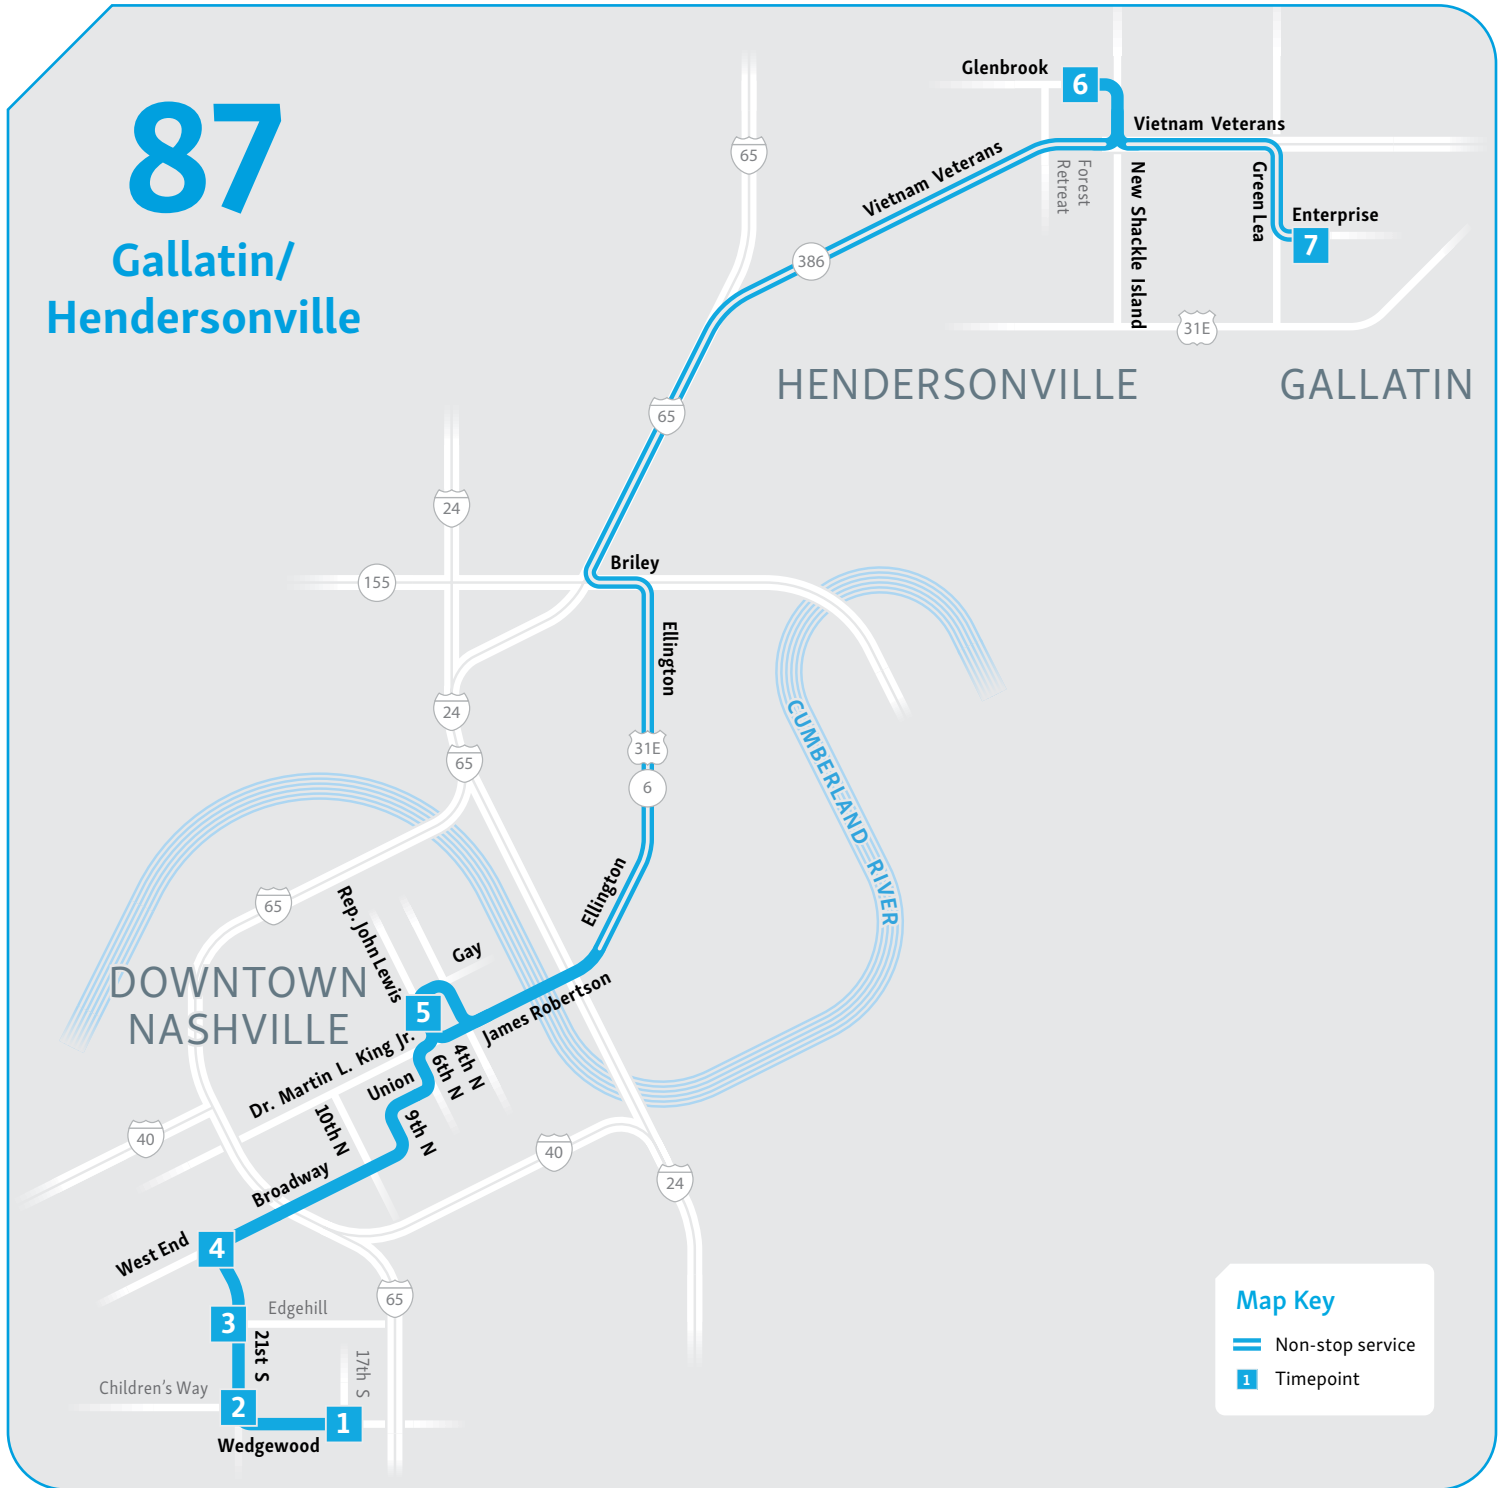 87
Gallatin/
Hendersonville
Glenbrook
6
Vietnam Veterans
65
Vietnam Veterans
Forest
Retreat
New Shackle Island
Green Lea
Enterprise
7
386
31E
HENDERSONVILLE
GALLATIN
65
24
155
Briley
Ellington
24
65
31E
6
CUMBERLAND RIVER
Ellington
65
Rep. John Lewis
Gay
DOWNTOWN
NASHVILLE
5
James Robertson
Dr. Martin L. King Jr.
4th N
6th N
Union
9th N
10th N
40
40
24
Broadway
West End
4
65
Edgehill
3
21st S
17th S
Children's Way
2
1
Wedgewood
Map Key
Non-stop service
1 Timepoint